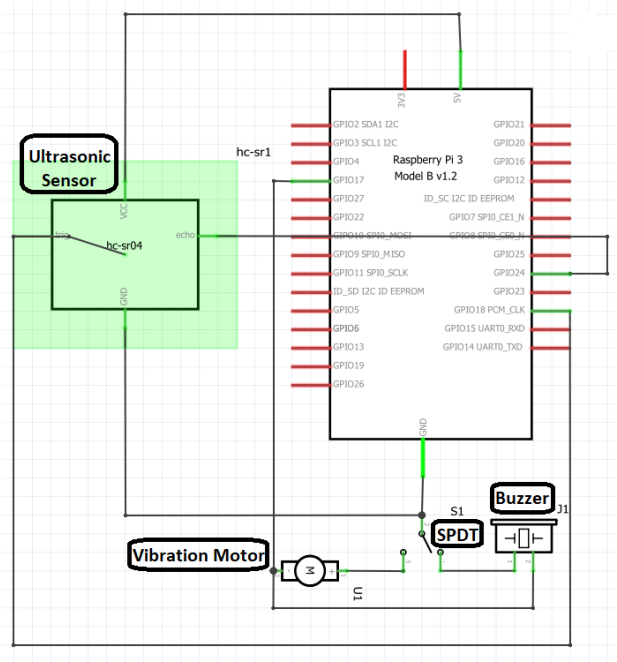 5V
3V3
Ultrasonic
Sensor
hc-sr1
GPIO2 SDA1 I2C
GPIO21
GPIO3 SCL1 I2C
GPIO20
GPIO4
Raspberry Pi 3
GPIO16
GPIO17
Model B v1.2
GPIO12
GPIO27
ID_SC I2C ID EEPROM
VCC
GPIO22
GPIO7 SPI0_CE1_N
trig
echo
GPIO10 SPI0_MOSI
GPIO8 SPI0_CE0_N
hc-sr04
GPIO9 SPI0_MISO
GPIO25
GPIO11 SPI0_SCLK
GPIO24
GND
ID_SD I2C ID EEPROM
GPIO23
GPIO5
GPIO18 PCM_CLK
GPIO6
GPIO15 UART0_RXD
GPIO13
GPIO14 UART0_TXD
GPIO19
GPIO26
GND
Buzzer
S1
J1
SPDT
Vibration Motor
M
- +
1
2
U1